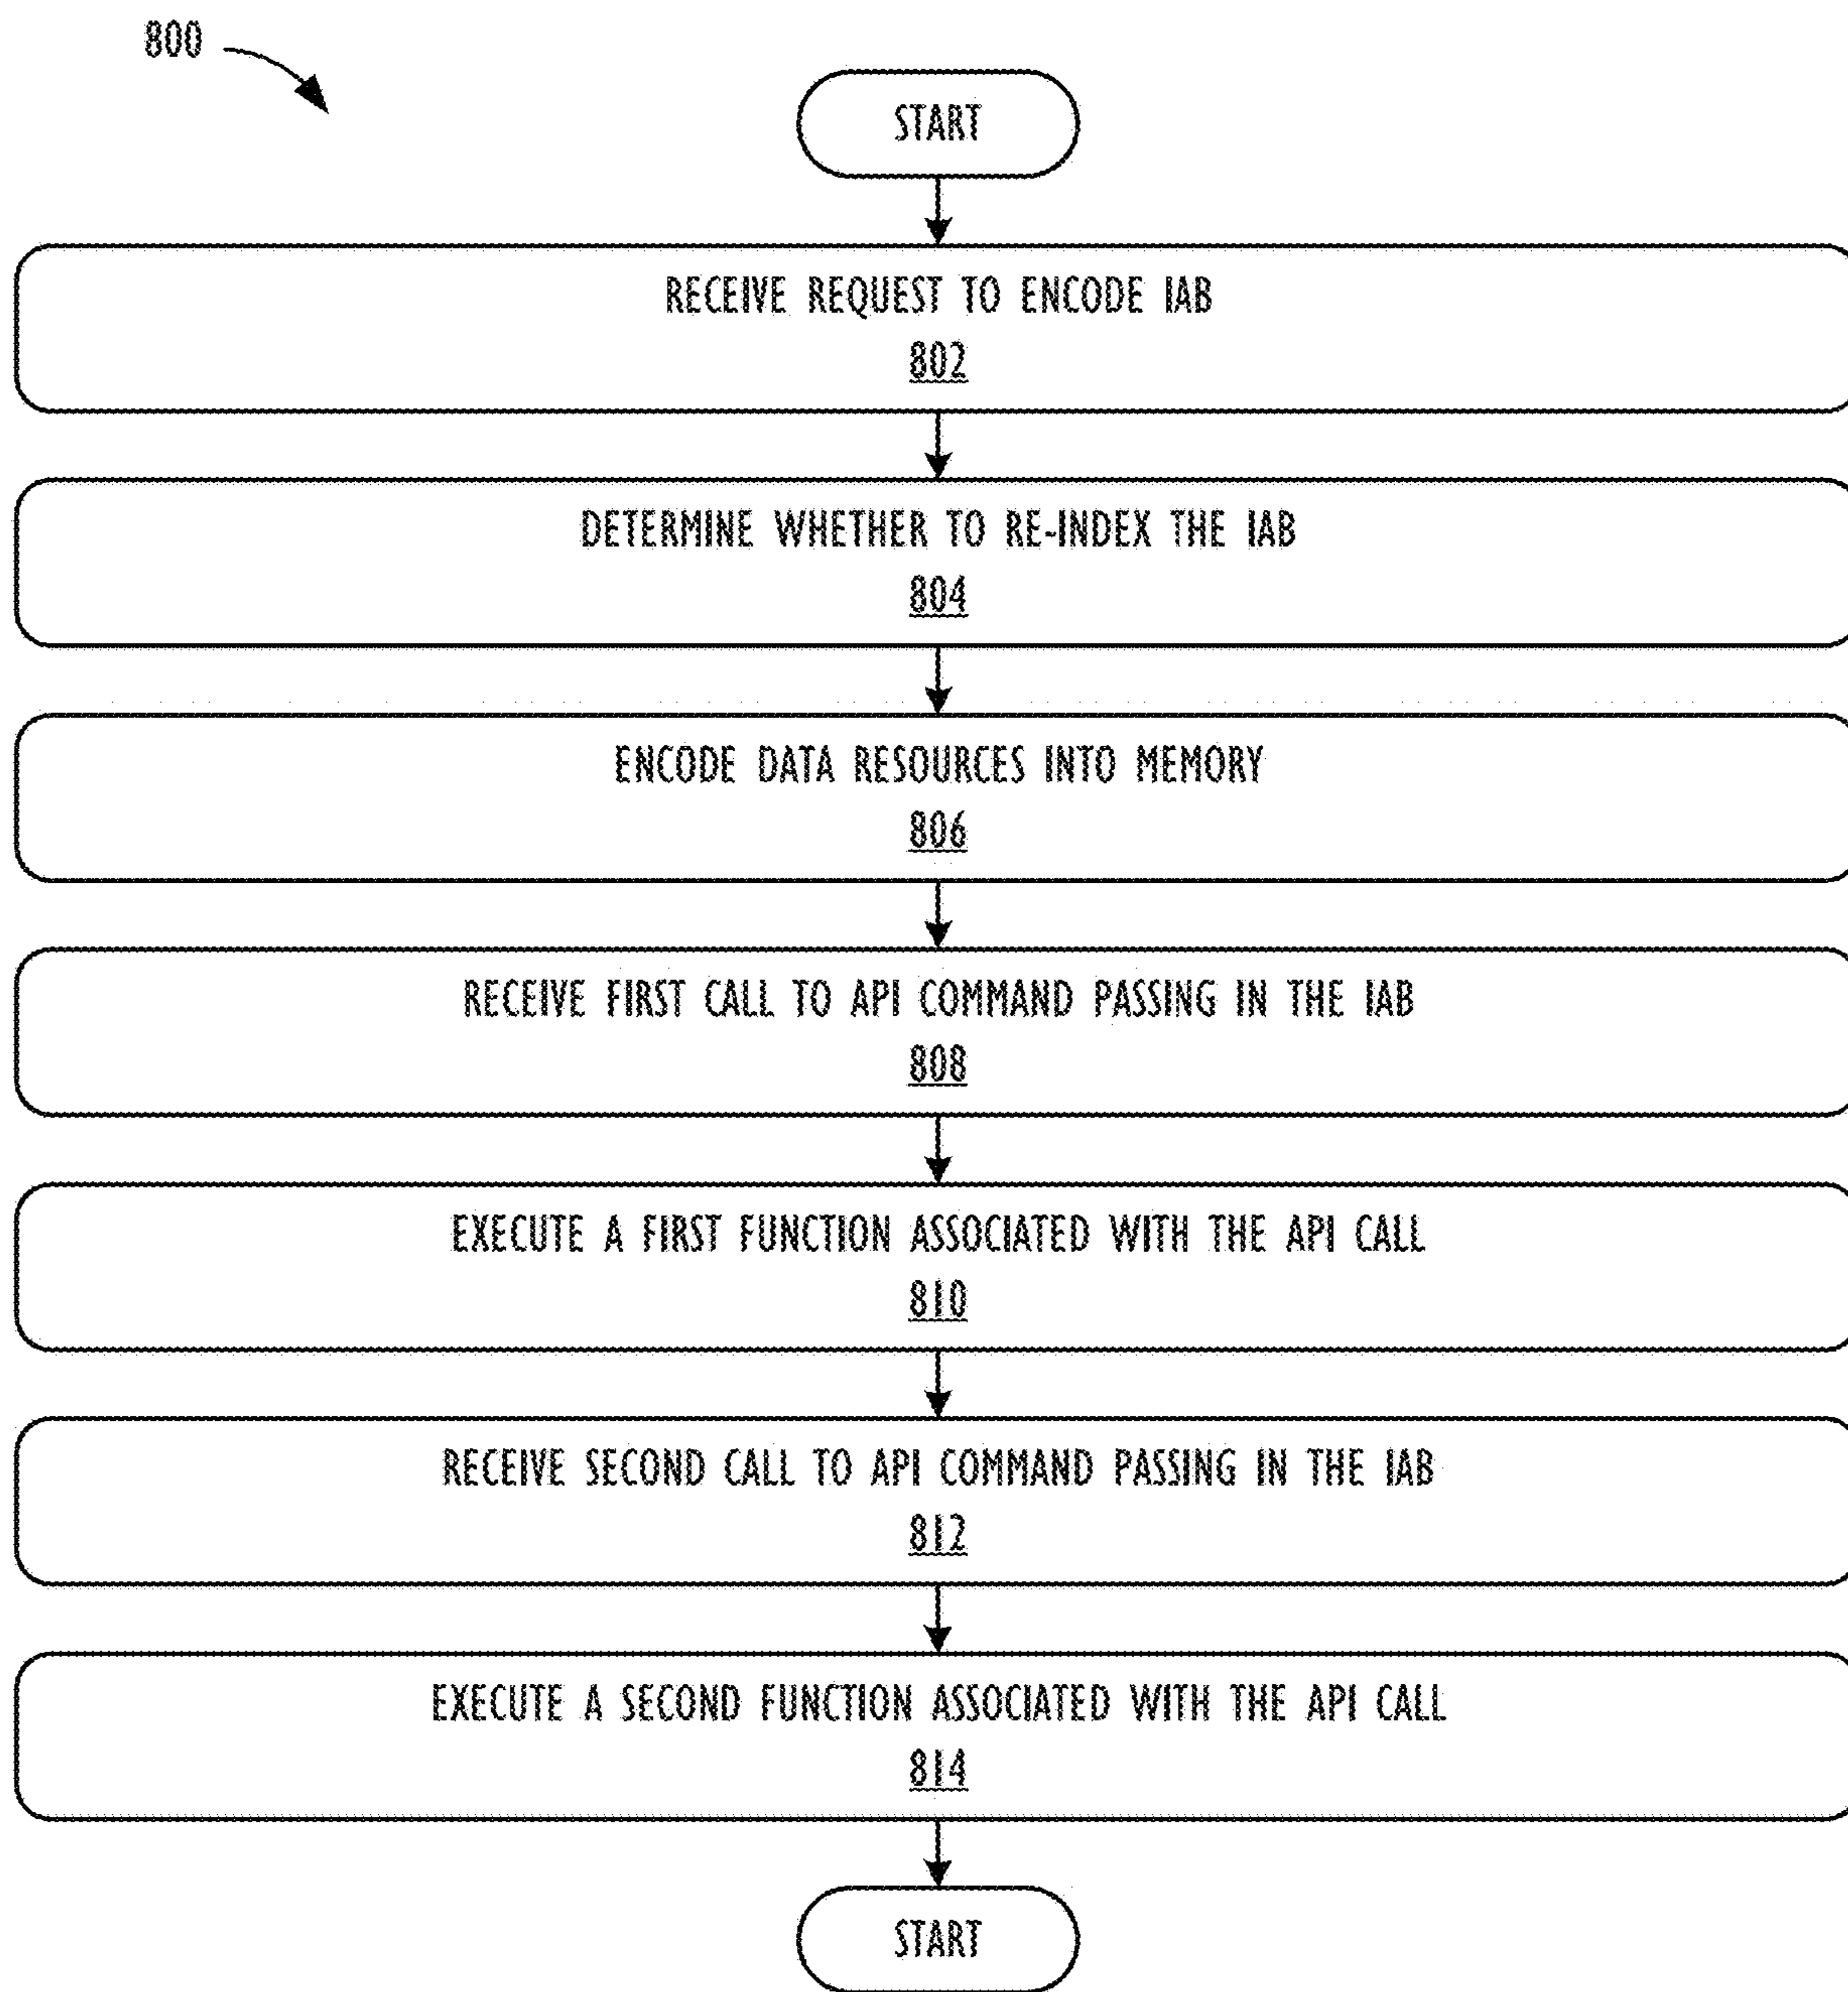 800
START
RECEIVE REQUEST TO ENCODE IAB
802
DETERMINE WHETHER TO RE-INDEX THE IAB
804
ENCODE DATA RESOURCES INTO MEMORY
806
RECEIVE FIRST CALL TO API COMMAND PASSING IN THE IAB
808
EXECUTE A FIRST FUNCTION ASSOCIATED WITH THE API CALL
810
RECEIVE SECOND CALL TO API COMMAND PASSING IN THE IAB
812
EXECUTE A SECOND FUNCTION ASSOCIATED WITH THE API CALL
814
START